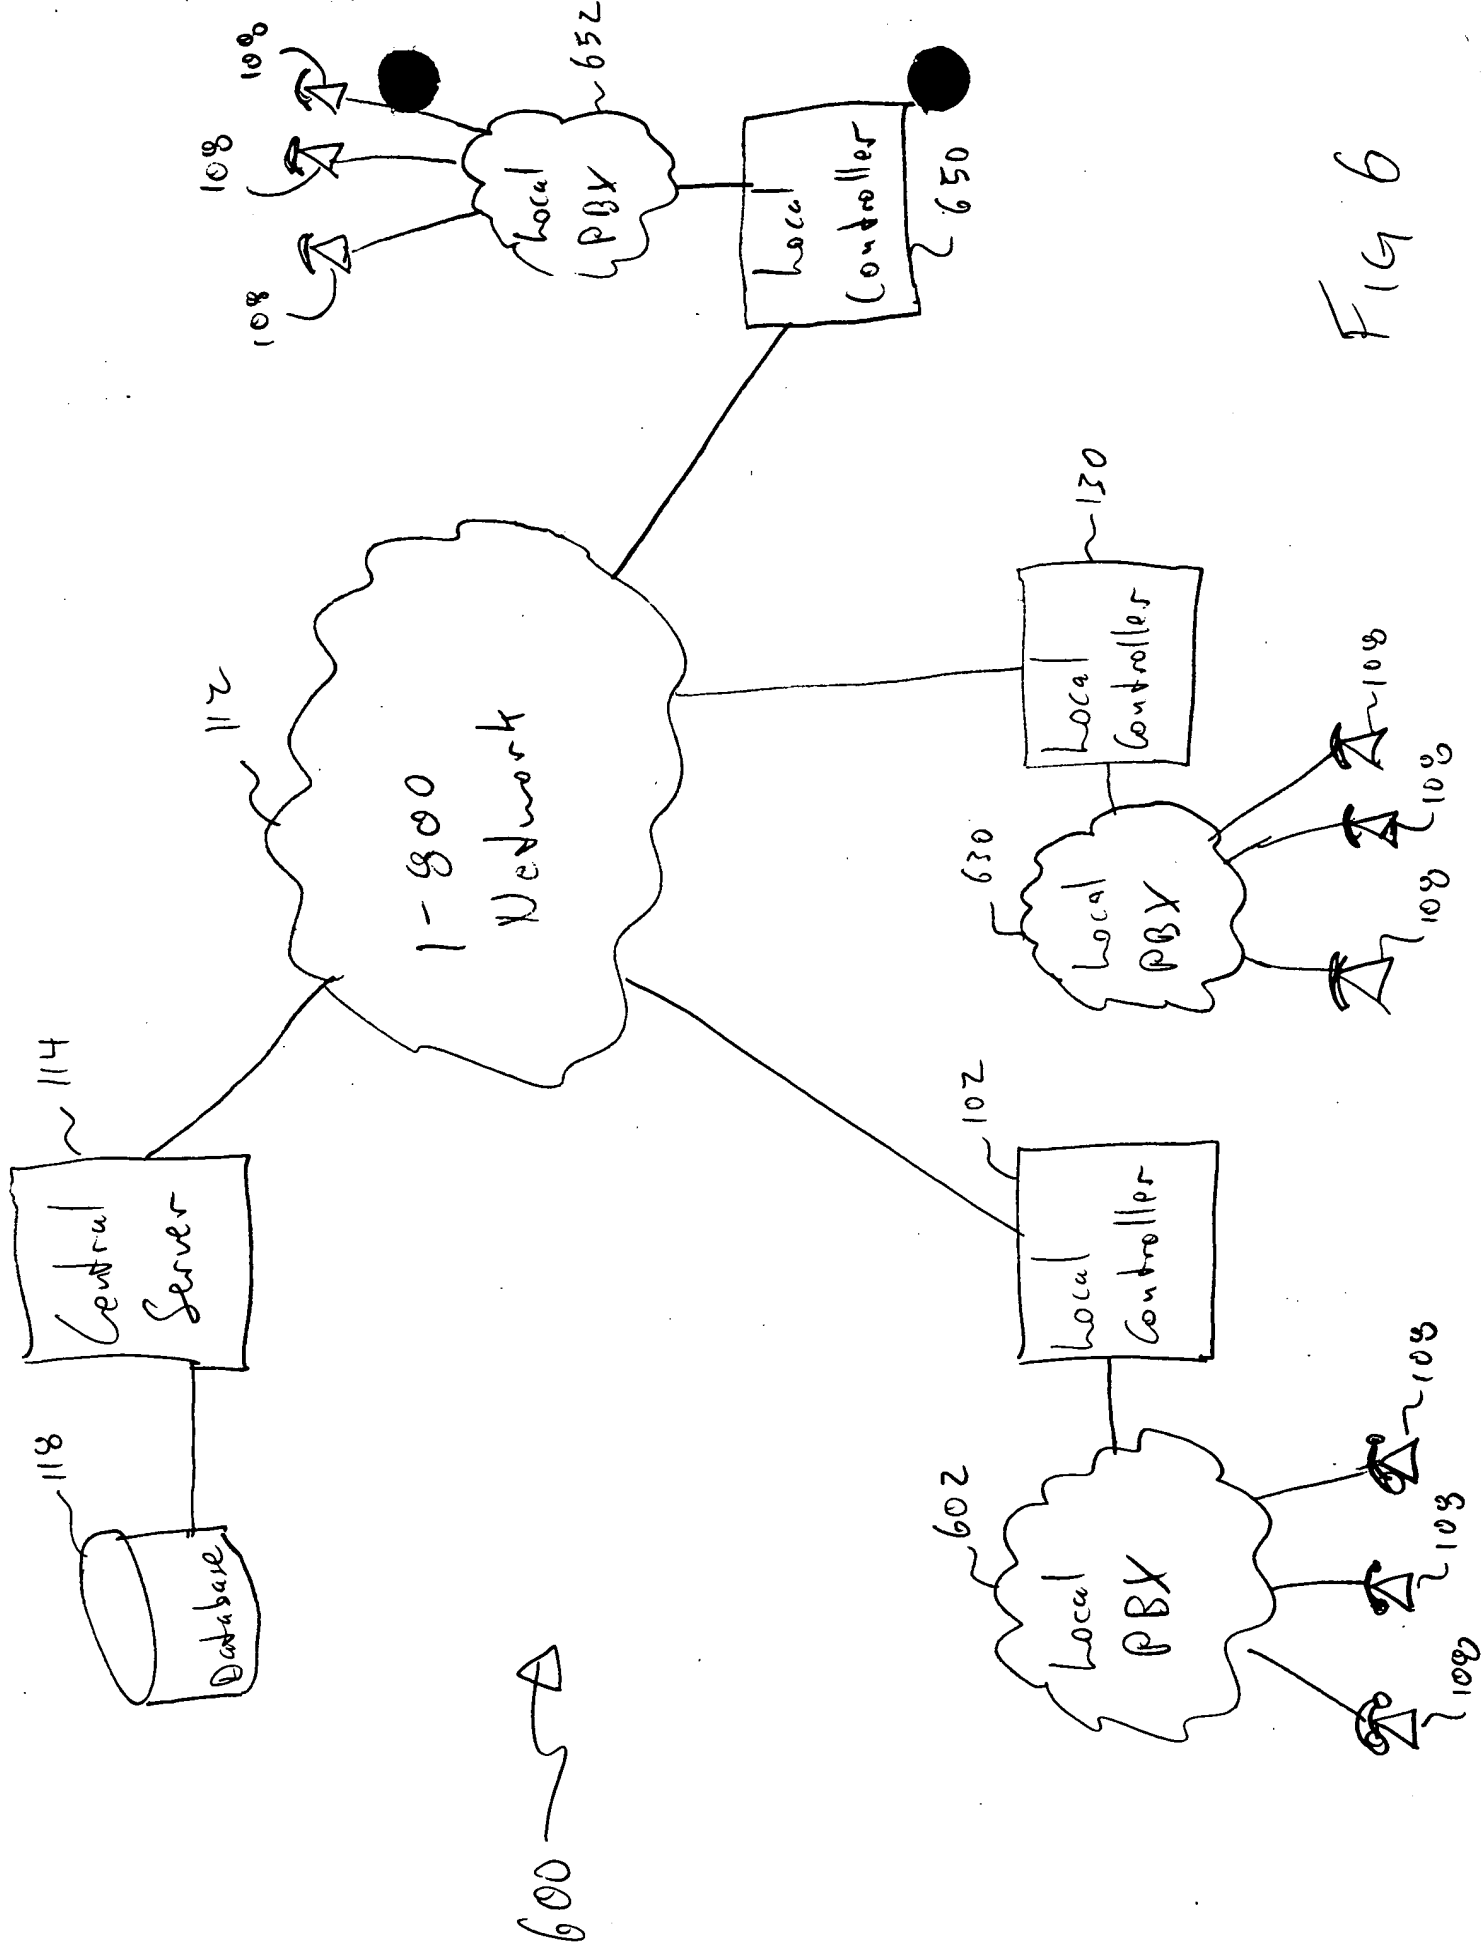 118
Database
114
Central
Server
112
1-800
Network
108
108
108
652
Local
PBX
Local
Controller
650
600
602
Local
PBX
102
Local
Controller
108
108
108
630
Local
PBX
130
Local
Controller
108
108
108
FIG 6